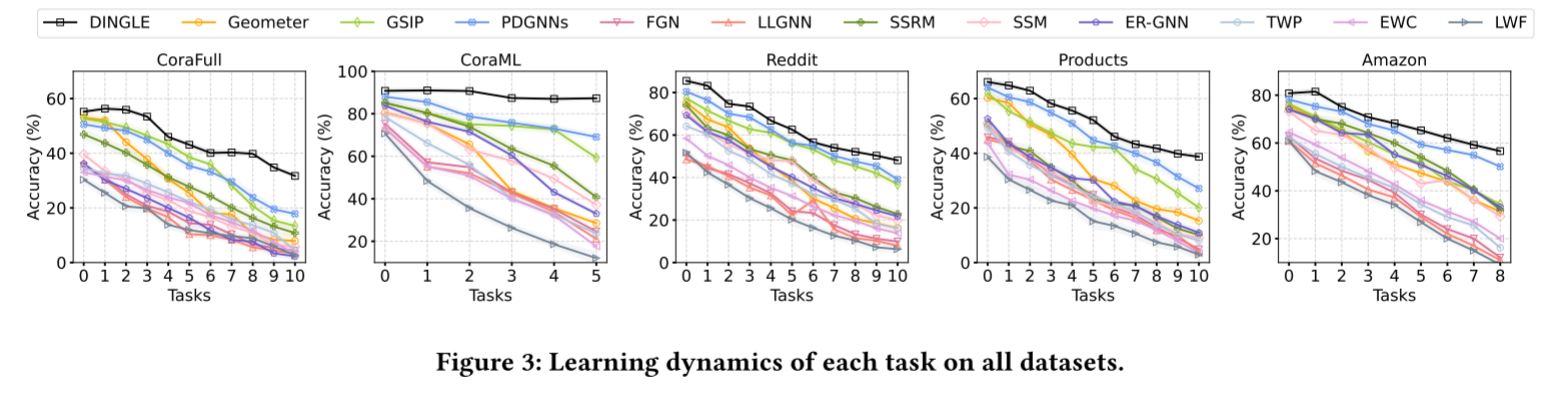 DINGLE Geometer GSIP PDGNNs FGN LLGNN SSRM SSM ER-GNN TWP EWC LWF
CoraFull
Accuracy (%)
60
40
20
0
0 1 2 3 4 5 6 7 8 9 10
Tasks
CoraML
Accuracy (%)
100
80
60
40
20
0 1 2 3 4 5
Tasks
Reddit
Accuracy (%)
80
60
40
20
0
0 1 2 3 4 5 6 7 8 9 10
Tasks
Products
Accuracy (%)
60
40
20
0
0 1 2 3 4 5 6 7 8 9 10
Tasks
Amazon
Accuracy (%)
80
60
40
20
0 1 2 3 4 5 6 7 8
Tasks
Figure 3: Learning dynamics of each task on all datasets.